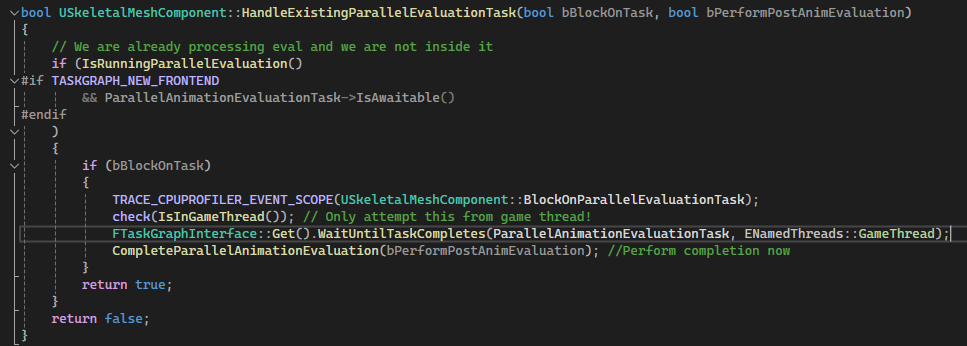 bool USkeletalMeshComponent::HandleExistingParallelEvaluationTask(bool bBlockOnTask, bool bPerformPostAnimEvaluation)
{
    // We are already processing eval and we are not inside it
    if (IsRunningParallelEvaluation()
#if TASKGRAPH_NEW_FRONTEND
        && ParallelAnimationEvaluationTask->IsAwaitable()
#endif
    )
    {
        if (bBlockOnTask)
        {
            TRACE_CPUPROFILER_EVENT_SCOPE(USkeletalMeshComponent::BlockOnParallelEvaluationTask);
            check(IsInGameThread()); // Only attempt this from game thread!
            FTaskGraphInterface::Get().WaitUntilTaskCompletes(ParallelAnimationEvaluationTask, ENamedThreads::GameThread);
            CompleteParallelAnimationEvaluation(bPerformPostAnimEvaluation); //Perform completion now
        }
        return true;
    }
    return false;
}